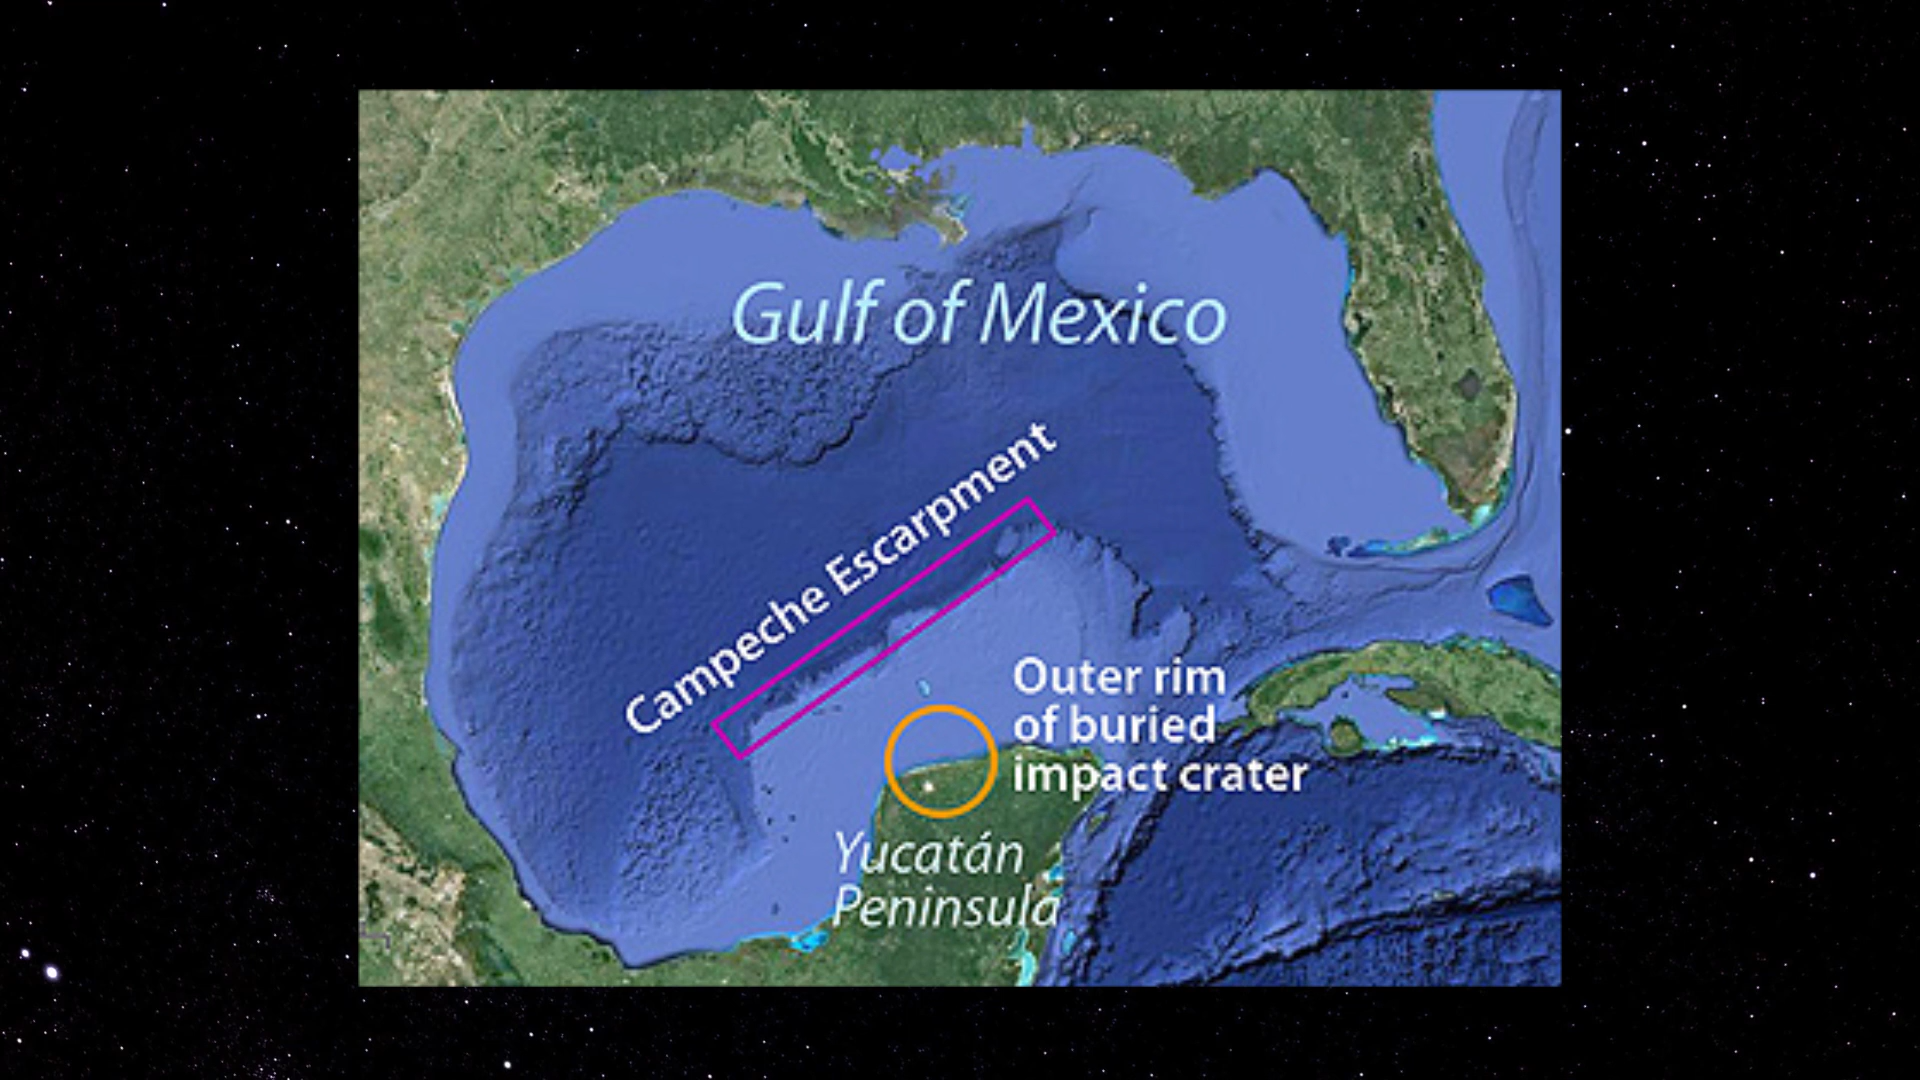 Gulf of Mexico
Campeche Escarpment
Outer rim
of buried
impact crater
Yucatán
Peninsula